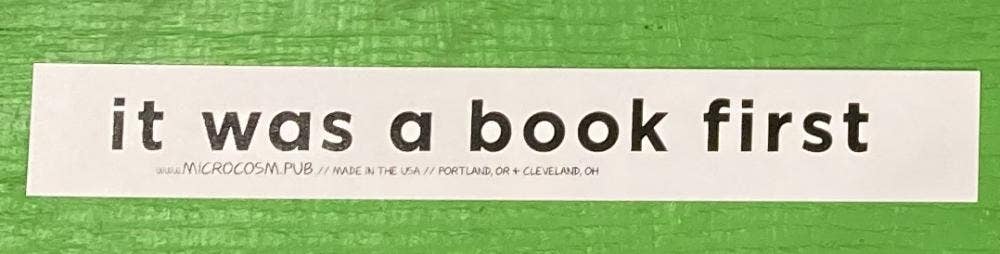 it was a book first
www.MICROCOSM.PUB // MADE IN THE USA // PORTLAND, OR + CLEVELAND, OH